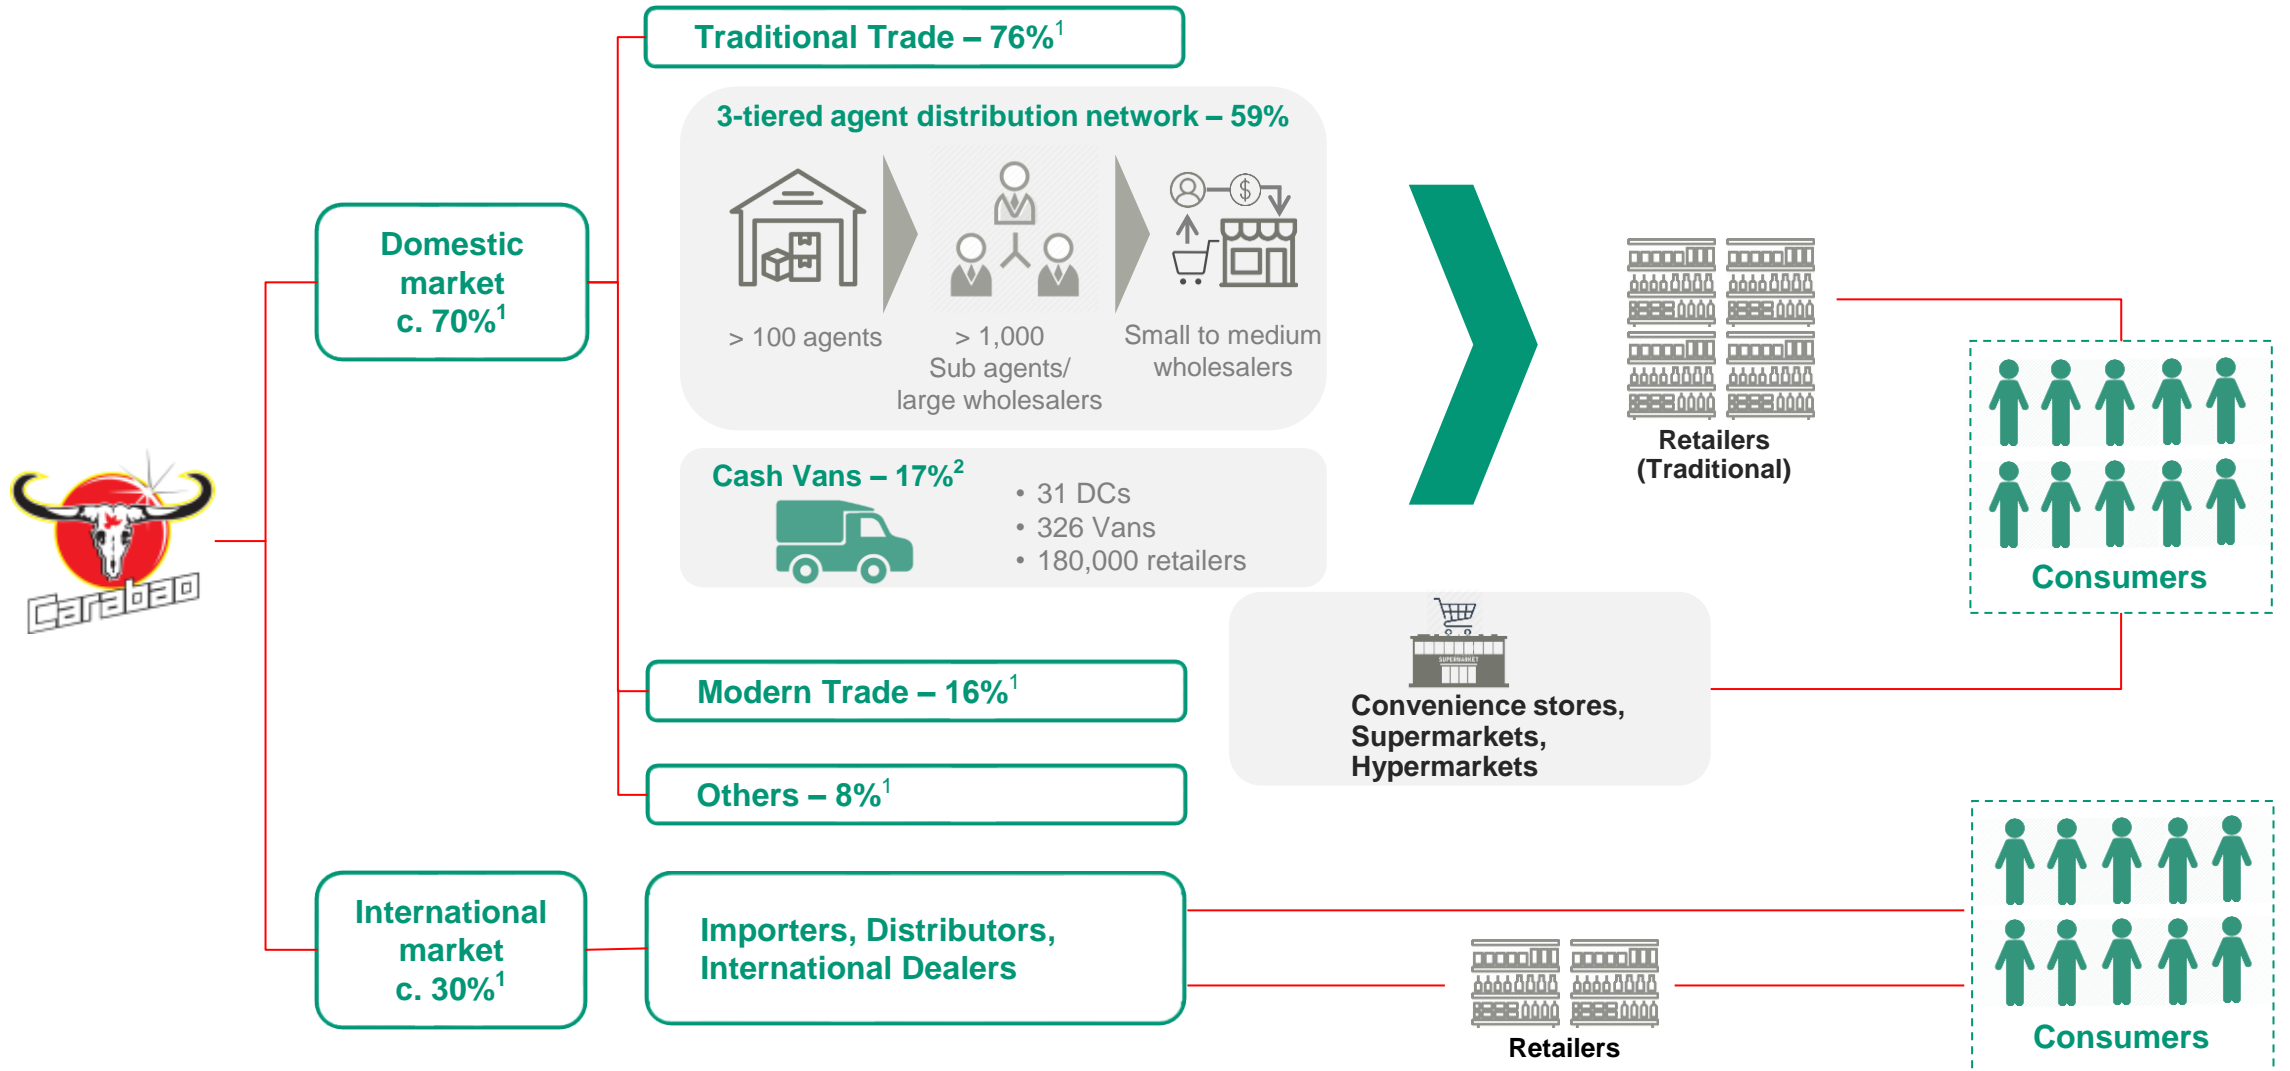 Traditional Trade – 76%¹
3-tiered agent distribution network – 59%
> 100 agents
> 1,000
Sub agents/
large wholesalers
Small to medium
wholesalers
Cash Vans – 17%²
• 31 DCs
• 326 Vans
• 180,000 retailers
Domestic
market
c. 70%¹
Retailers
(Traditional)
Consumers
Carabao
Modern Trade – 16%¹
SUPERMARKET
Convenience stores,
Supermarkets,
Hypermarkets
Others – 8%¹
International
market
c. 30%¹
Importers, Distributors,
International Dealers
Retailers
Consumers